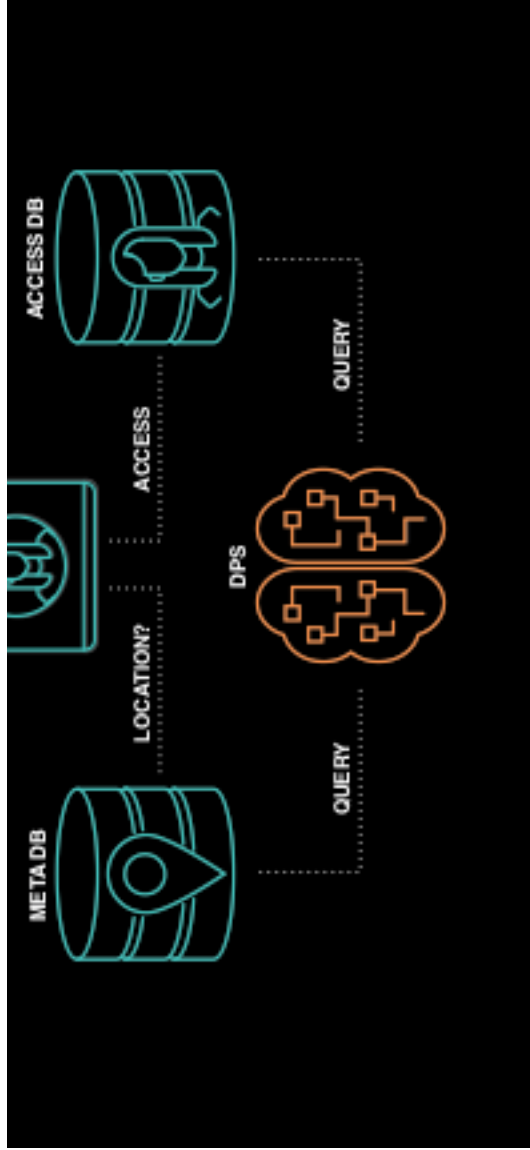 META DB
LOCATION?
ACCESS
ACCESS DB
QUERY
DPS
QUERY